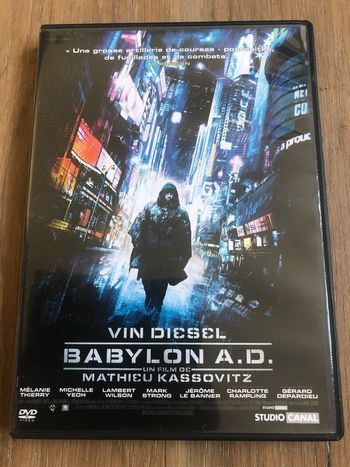 « Une grosse artillerie de courses - poursuites,
de fusillades et de combats. »
VIN DIESEL
BABYLON A.D.
UN FILM DE
MATHIEU KASSOVITZ
MÉLANIE THIERRY
MICHELLE YEOH
LAMBERT WILSON
MARK STRONG
JÉRÔME LE BANNER
CHARLOTTE RAMPLING
GÉRARD DEPARDIEU
DVD
VIDEO
STUDIO CANAL
STUDIO CANAL